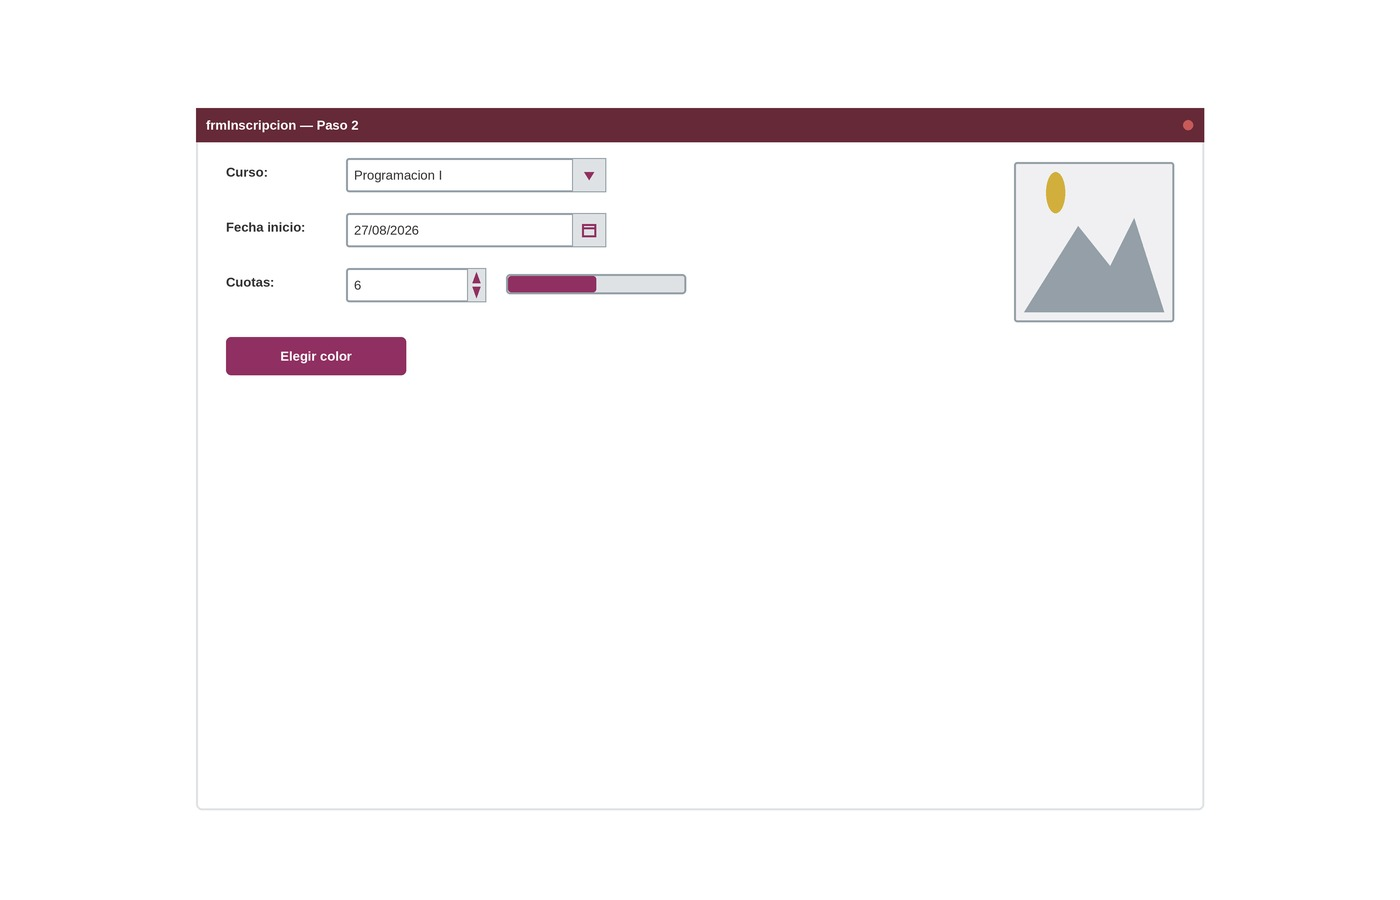 frmInscripcion — Paso 2
Curso: Programacion I
Fecha inicio: 27/08/2026
Cuotas: 6
Elegir color